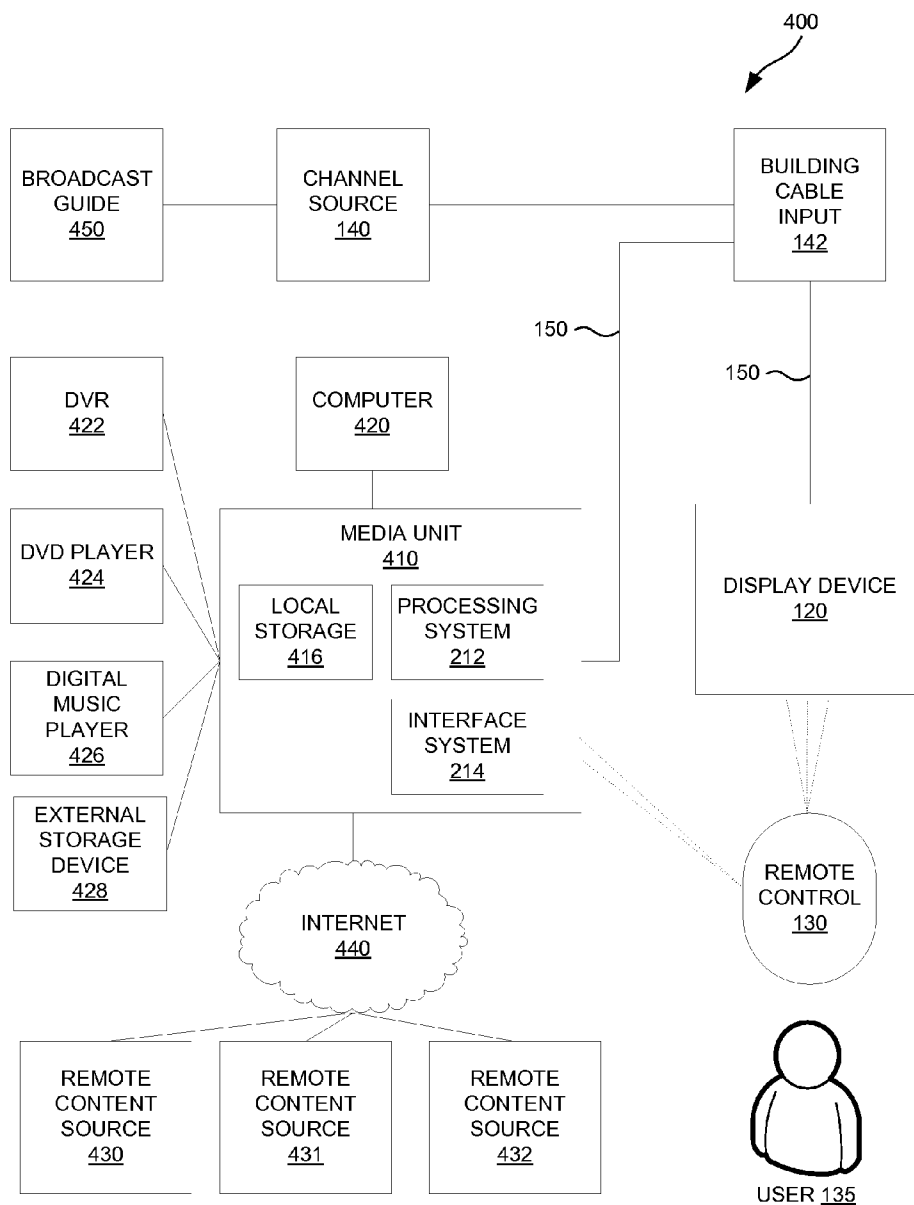 400
BROADCAST
GUIDE
450
CHANNEL
SOURCE
140
BUILDING
CABLE
INPUT
142
150
150
DVR
422
COMPUTER
420
DVD PLAYER
424
MEDIA UNIT
410
LOCAL
STORAGE
416
PROCESSING
SYSTEM
212
INTERFACE
SYSTEM
214
DISPLAY DEVICE
120
DIGITAL
MUSIC
PLAYER
426
EXTERNAL
STORAGE
DEVICE
428
REMOTE
CONTROL
130
INTERNET
440
REMOTE
CONTENT
SOURCE
430
REMOTE
CONTENT
SOURCE
431
REMOTE
CONTENT
SOURCE
432
USER 135